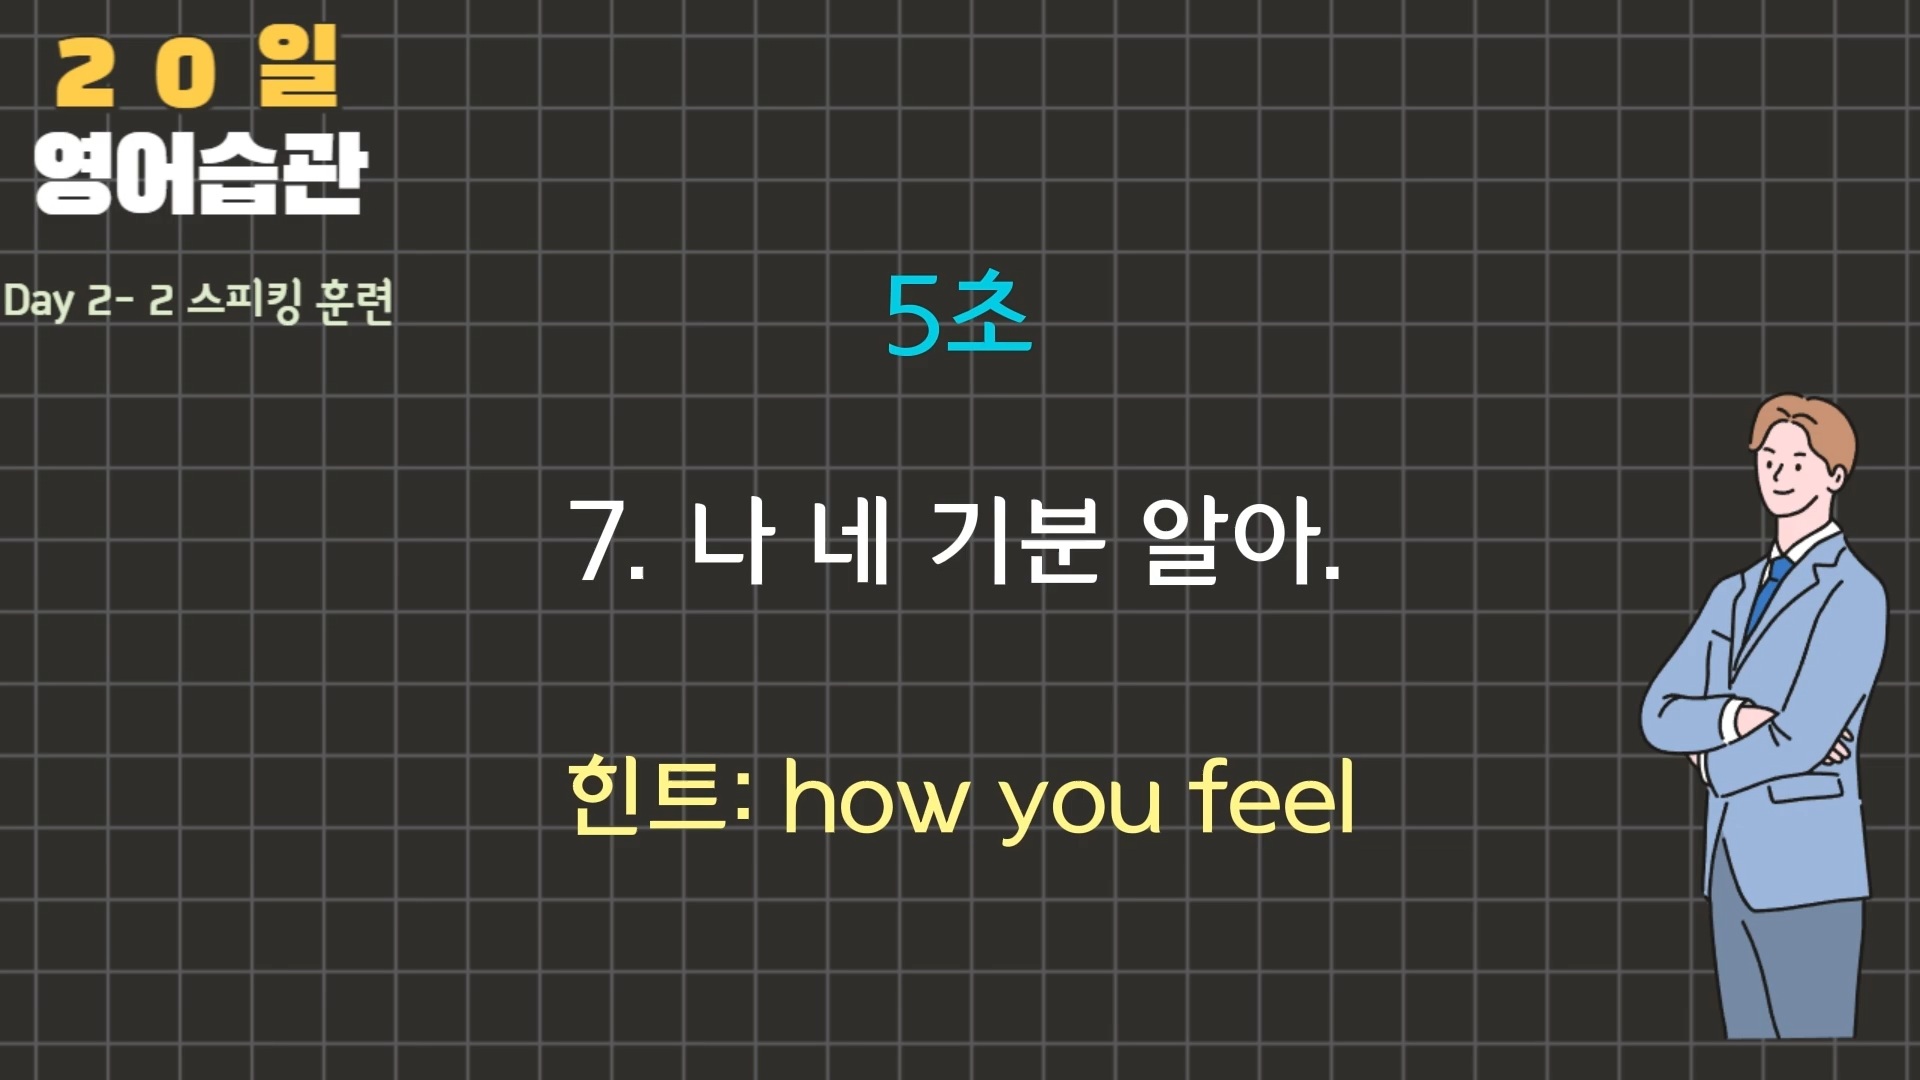 20일
영어습관
Day 2- 2 스피킹 훈련
5초
7. 나 네 기분 알아.
힌트: how you feel